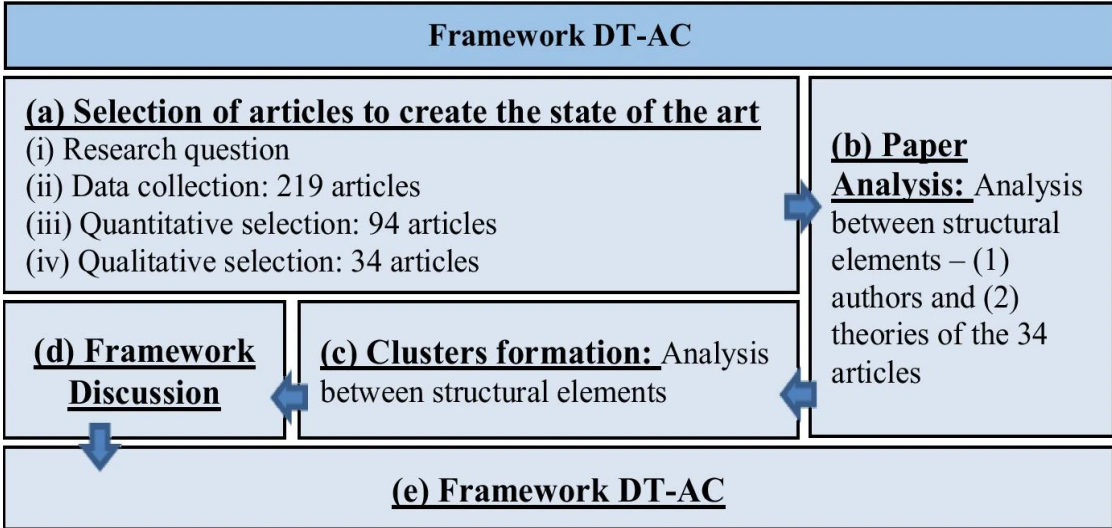 Framework DT-AC
(a) Selection of articles to create the state of the art
(i) Research question
(ii) Data collection: 219 articles
(iii) Quantitative selection: 94 articles
(iv) Qualitative selection: 34 articles
(b) Paper
Analysis: Analysis
between structural
elements – (1)
authors and (2)
theories of the 34
articles
(c) Clusters formation: Analysis
between structural elements
(d) Framework
Discussion
(e) Framework DT-AC